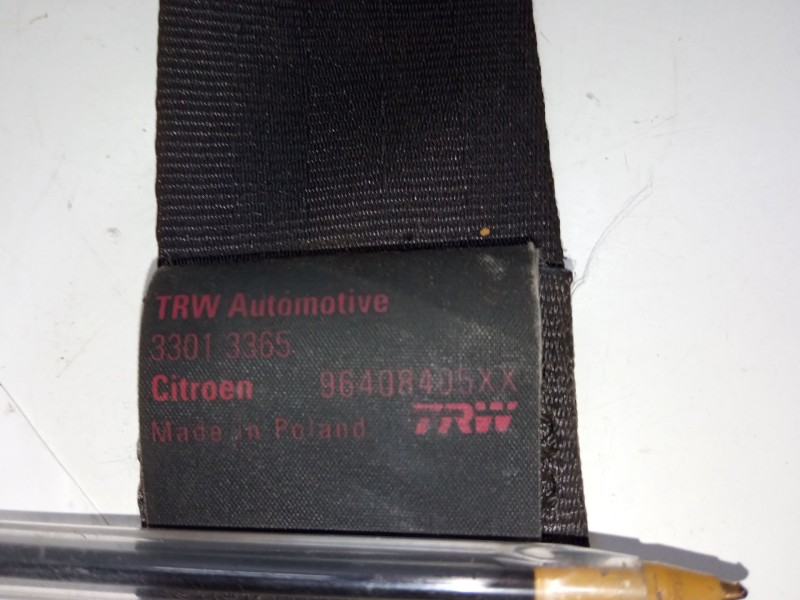 TRW Automotive
3301 3365
Citroen 96408405XX
Made in Poland TRW